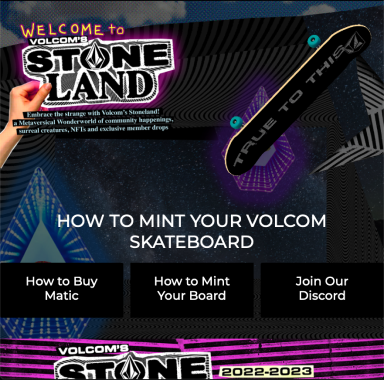 WELCOME to
VOLCOM'S
STONE
LAND
Embrace the strange with Volcom's Stoneland!
a Metaversical Wonderworld of community happenings,
surreal creatures, NFTs and exclusive member drops
TRUE TO THIS
HOW TO MINT YOUR VOLCOM
SKATEBOARD
How to Buy
Matic
How to Mint
Your Board
Join Our
Discord
VOLCOM'S
STONE
2022-2023